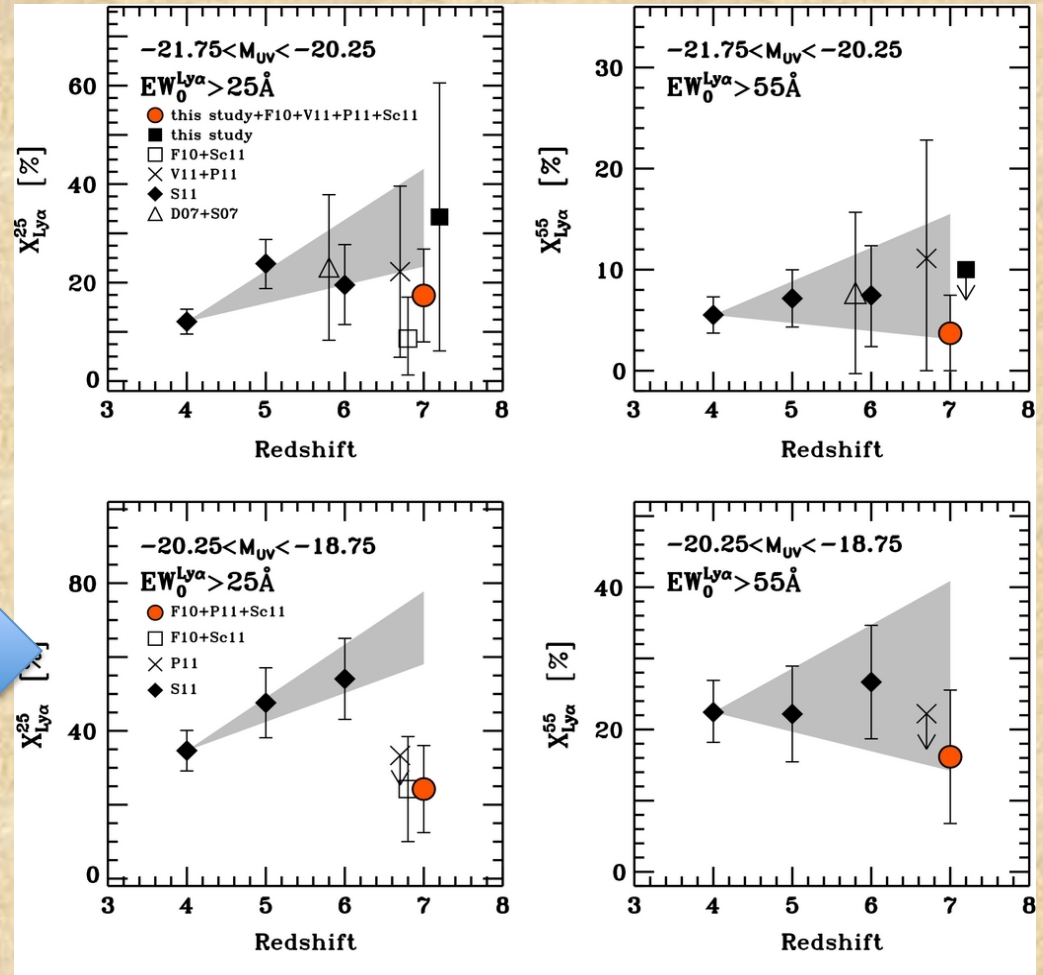 −21.75<M_UV<−20.25
EW₀^Lyα>25Å
this study+F10+V11+P11+Sc11
this study
F10+Sc11
V11+P11
S11
D07+S07
X^25_Lyα [%]
60
40
20
0
3 4 5 6 7 8
Redshift
−21.75<M_UV<−20.25
EW₀^Lyα>55Å
X^55_Lyα [%]
30
20
10
0
3 4 5 6 7 8
Redshift
−20.25<M_UV<−18.75
EW₀^Lyα>25Å
F10+P11+Sc11
F10+Sc11
P11
S11
X^25_Lyα [%]
80
40
0
3 4 5 6 7 8
Redshift
−20.25<M_UV<−18.75
EW₀^Lyα>55Å
X^55_Lyα [%]
40
20
0
3 4 5 6 7 8
Redshift